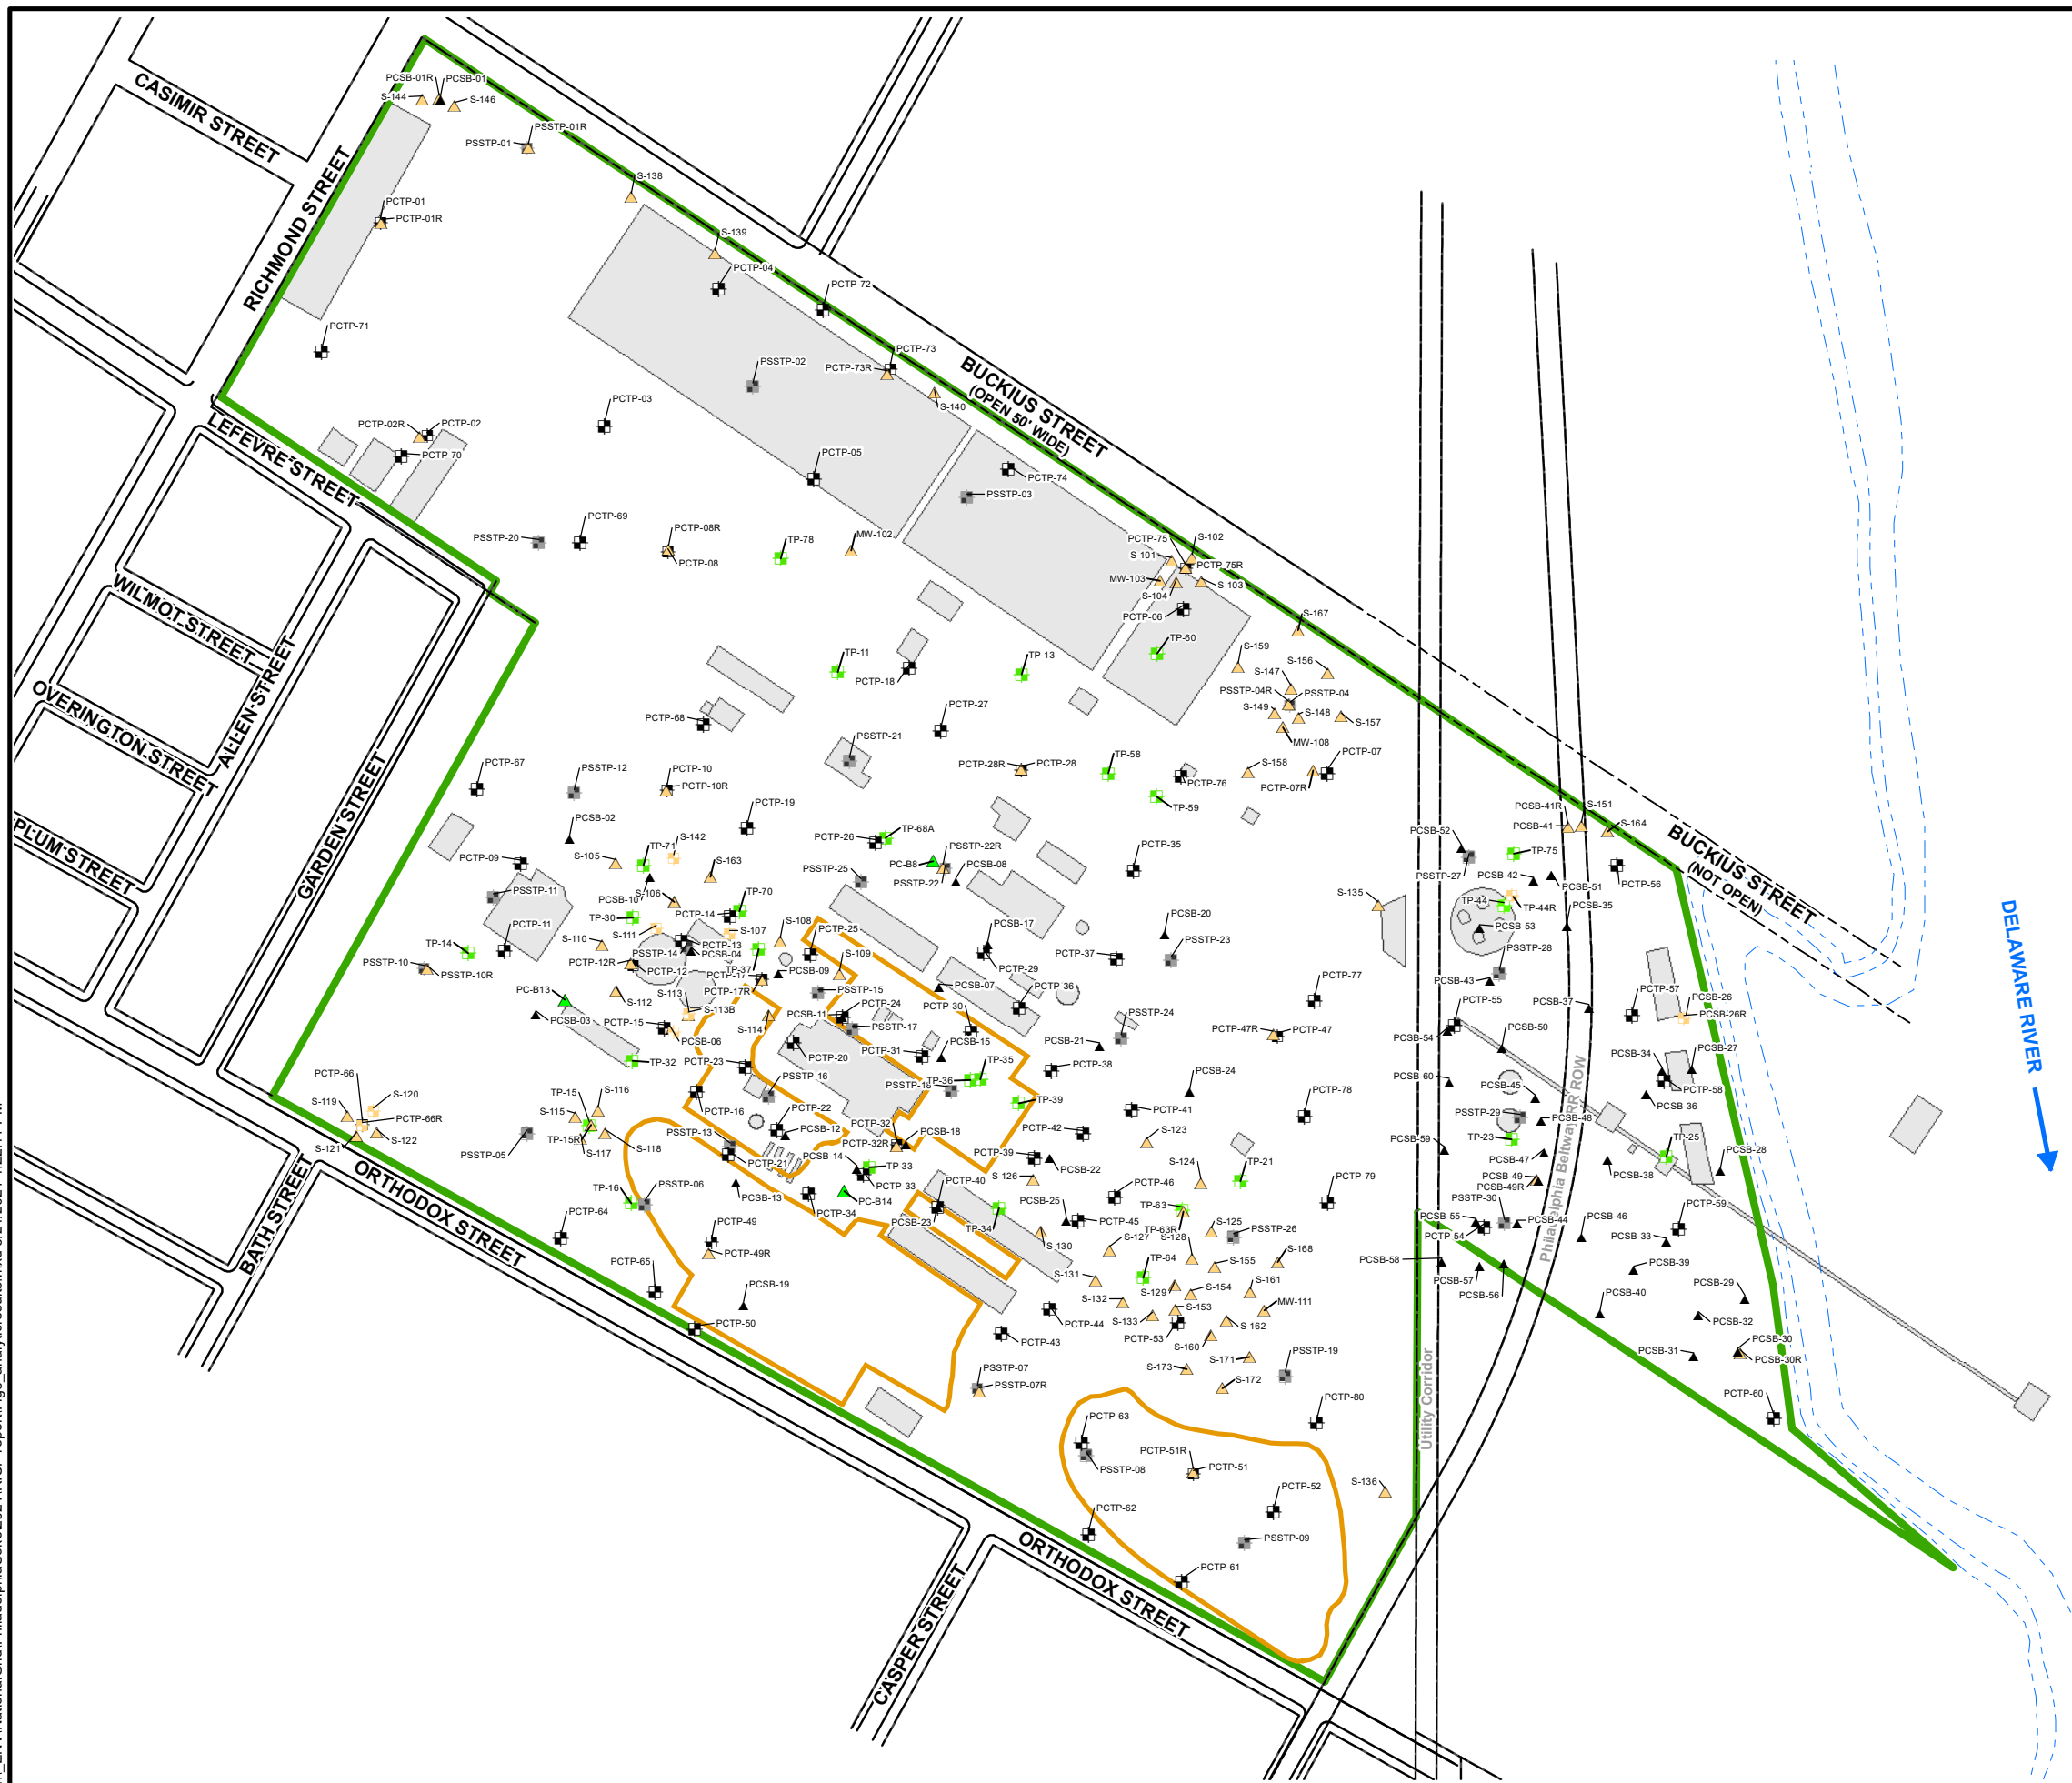 PCSB-01R
PCSB-01
S-144
S-146
CASIMIR STREET
PSSTP-01R
PSSTP-01
S-138
RICHMOND STREET
PCTP-01
PCTP-01R
S-139
PCTP-04
PCTP-72
PCTP-71
PCTP-73
PSSTP-02
PCTP-73R
BUCKIUS STREET
(OPEN 50' WIDE)
S-140
PCTP-03
PCTP-02R
PCTP-02
LEFEVRE STREET
PCTP-70
PCTP-05
PCTP-74
PSSTP-03
PCTP-69
PSSTP-20
PCTP-08R
PCTP-08
TP-78
MW-102
PCTP-75
S-102
S-101
PCTP-75R
MW-103
S-103
S-104
PCTP-06
S-167
WILMOT STREET
TP-60
TP-11
TP-13
S-159
S-156
S-147
PCTP-18
PSSTP-04R
PSSTP-04
S-149
S-148
S-157
MW-108
ALLEN STREET
OVERINGTON STREET
PCTP-68
PCTP-27
PSSTP-21
PCTP-28R
PCTP-28
TP-58
PCTP-76
S-158
PCTP-07
PCTP-07R
TP-59
PCTP-67
PSSTP-12
PCTP-10
PCTP-10R
PCTP-19
GARDEN STREET
PLUM STREET
PCSB-02
S-142
TP-71
S-105
S-163
PCTP-09
PCTP-26
TP-68A
PSSTP-22R
PC-B8
PCSB-08
PSSTP-22
PSSTP-25
PCTP-35
PCSB-41R
S-151
PCSB-41
S-164
PCSB-52
TP-75
PSSTP-27
PCSB-42
PCSB-51
PCTP-56
BUCKIUS STREET
(NOT OPEN)
PSSTP-11
PCSB-10
S-106
TP-70
PCTP-14
TP-30
S-107
S-111
S-108
S-135
TP-44
TP-44R
PCSB-35
PCSB-53
DELAWARE RIVER
PCTP-11
TP-14
S-110
PCTP-13
PSSTP-14
PCSB-04
PCTP-25
PCSB-17
PCSB-20
PCTP-37
PSSTP-23
PSSTP-28
PSSTP-10
PSSTP-10R
PCTP-12R
PCTP-12
TP-37
PCTP-17
PCSB-09
S-109
PCTP-29
PCTP-17R
PCSB-43
PC-B13
S-112
S-113
S-113B
PSSTP-15
PCSB-07
PCTP-36
PCTP-77
PCTP-55
PCSB-37
PCTP-57
PCSB-26
PCSB-26R
PCSB-03
PCTP-15
PCSB-06
S-114
PCTP-24
PCSB-11
PSSTP-17
PCTP-30
PSSTP-24
PCTP-47R
PCTP-47
PCSB-54
PCSB-50
PCTP-20
PCTP-31
PCSB-15
PCSB-21
PCSB-34
PCSB-27
TP-32
PCTP-23
PSSTP-16
PSSTP-18
TP-35
TP-36
PCTP-38
PCSB-24
PCSB-60
PCSB-45
PCTP-58
PCSB-36
PCTP-66
S-120
S-119
PCTP-66R
S-121
S-122
TP-15
S-116
S-115
TP-15R
S-117
S-118
PCTP-16
TP-39
PCTP-41
PCTP-78
PSSTP-29
PCSB-48
PCTP-22
PCSB-12
PCTP-32
PCTP-32R
PCSB-18
PCTP-42
S-123
TP-23
TP-25
PSSTP-13
PCTP-21
PSSTP-05
PCSB-59
PCSB-47
PCSB-38
PCSB-28
PCTP-39
PCSB-22
PCSB-14
TP-33
PCTP-33
S-124
TP-21
S-126
PCSB-49
PCSB-49R
PCSB-13
PC-B14
PCTP-34
TP-16
PSSTP-06
PCTP-40
PCTP-46
PCTP-79
PSSTP-30
PCTP-59
BATH STREET
ORTHODOX STREET
PCTP-64
PCTP-49
PCTP-49R
PCSB-23
TP-34
PCSB-25
PCTP-45
TP-63
TP-63R
S-125
PSSTP-26
PCSB-55
PCSB-44
PCSB-46
PCTP-54
PCSB-33
S-130
S-127
S-128
PCTP-65
PCSB-58
PCSB-57
PCSB-39
S-131
TP-64
S-155
S-168
PCSB-29
PCSB-19
S-129
S-154
S-161
PCSB-56
PCSB-40
S-132
MW-111
PCSB-32
PCTP-50
PCTP-44
S-133
S-153
PCTP-53
S-162
PCTP-43
S-160
PCSB-30
PCSB-31
PCSB-30R
S-171
S-173
PSSTP-19
PSSTP-07
PSSTP-07R
S-172
PCTP-60
PCTP-80
Utility Corridor
Philadelphia Beltway RR ROW
PCTP-63
PSSTP-08
PCTP-51R
PCTP-51
S-136
PCTP-52
PCTP-62
PSSTP-09
ORTHODOX STREET
PCTP-61
CASPER STREET